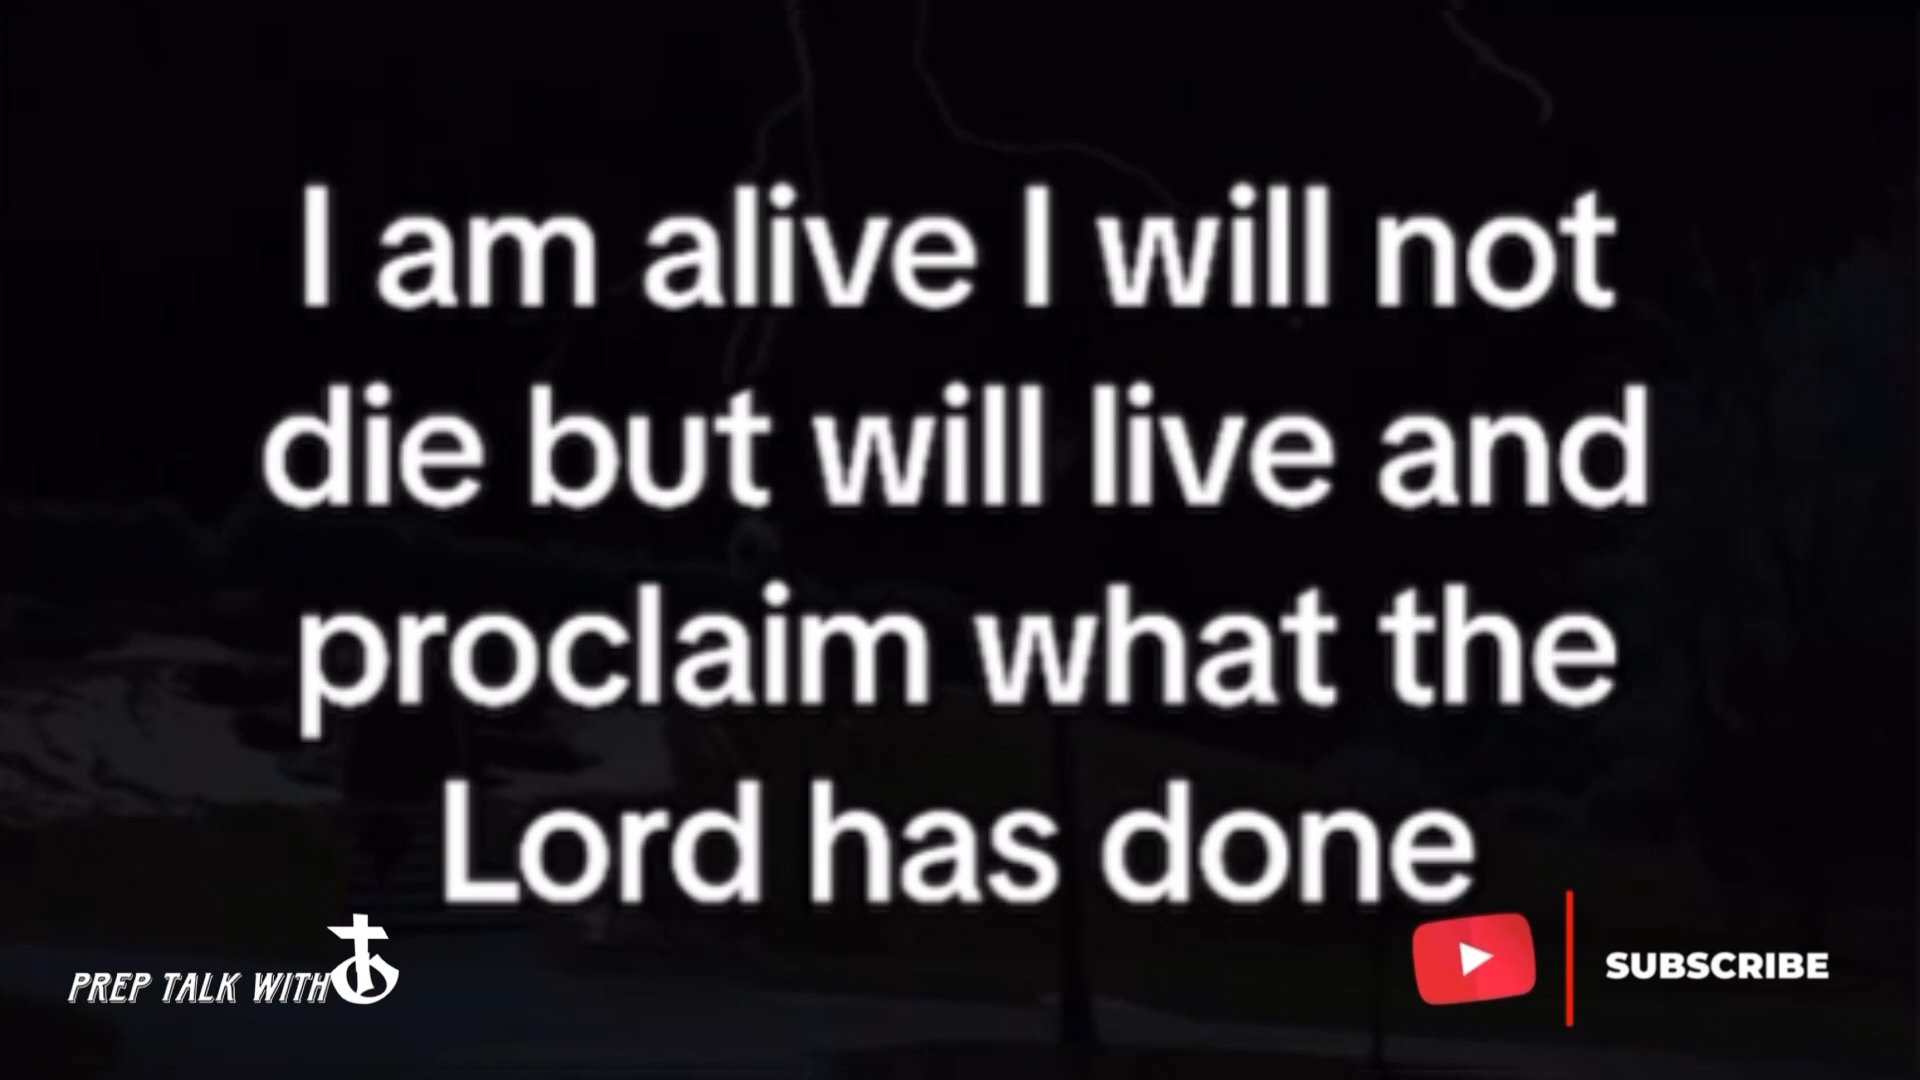 I am alive I will not
die but will live and
proclaim what the
Lord has done
PREP TALK WITH
SUBSCRIBE